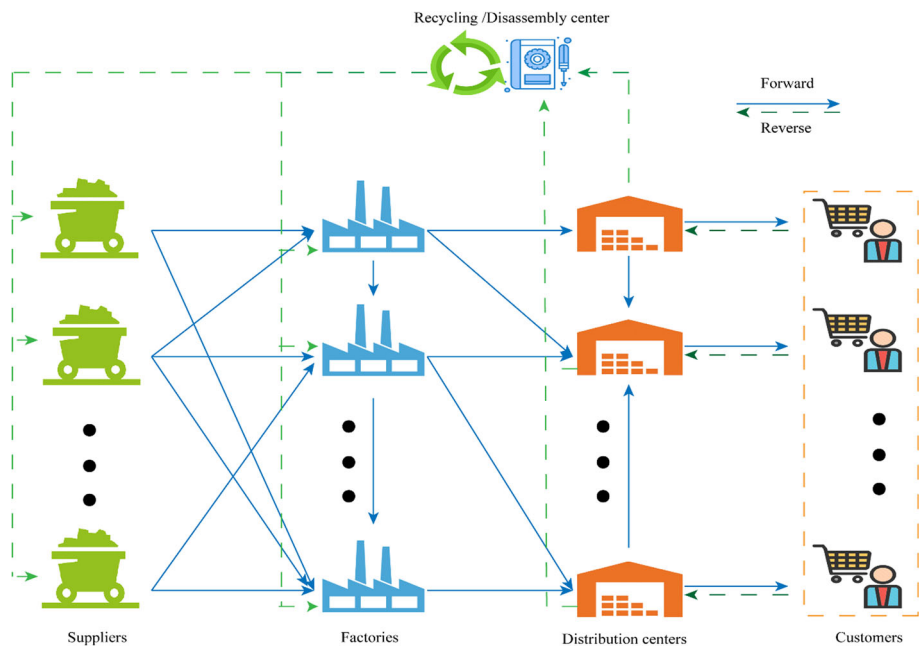 Recycling /Disassembly center
Forward
Reverse
Suppliers
Factories
Distribution centers
Customers